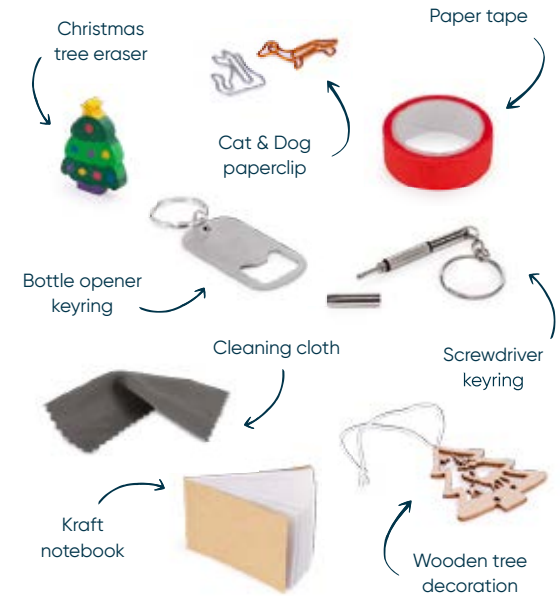 Christmas
tree eraser
Paper tape
Cat & Dog
paperclip
Bottle opener
keyring
Cleaning cloth
Screwdriver
keyring
Kraft
notebook
Wooden tree
decoration